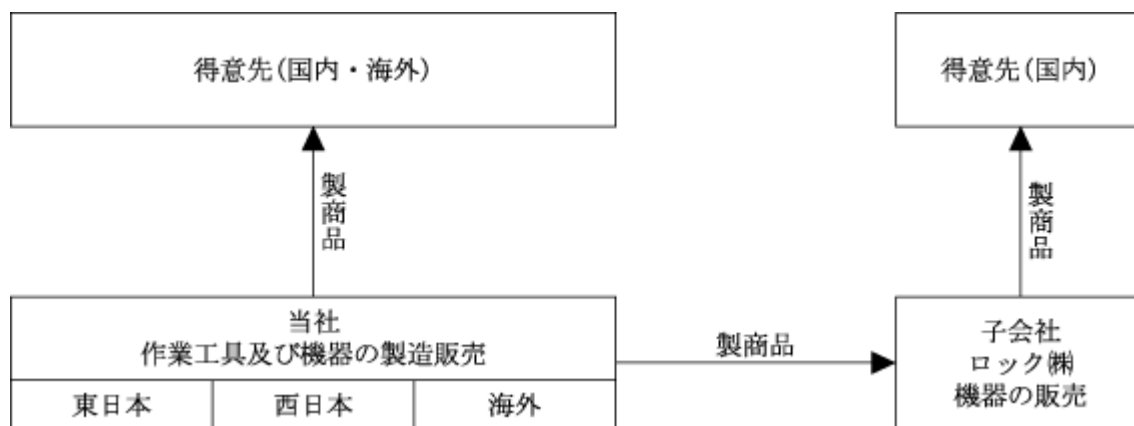 得意先(国内・海外)
得意先(国内)
製商品
製商品
当社
作業工具及び機器の製造販売
東日本
西日本
海外
製商品
子会社
ロック㈱
機器の販売